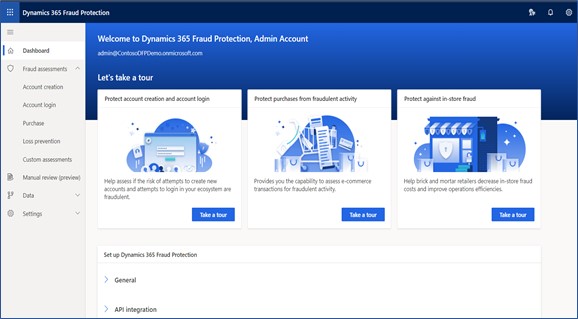 Dynamics 365 Fraud Protection
Dashboard
Fraud assessments
Account creation
Account login
Purchase
Loss prevention
Custom assessments
Manual review (preview)
Data
Settings
Welcome to Dynamics 365 Fraud Protection, Admin Account
admin@ContosoDFPDemo.onmicrosoft.com
Let's take a tour
Protect account creation and account login
Help assess if the risk of attempts to create new
accounts and attempts to login in your ecosystem are
fraudulent.
Take a tour
Protect purchases from fraudulent activity
Provides you the capability to assess e-commerce
transactions for fraudulent activity.
Take a tour
Protect against in-store fraud
Help brick and mortar retailers decrease in-store fraud
costs and improve operations efficiencies.
Take a tour
Set up Dynamics 365 Fraud Protection
General
API integration